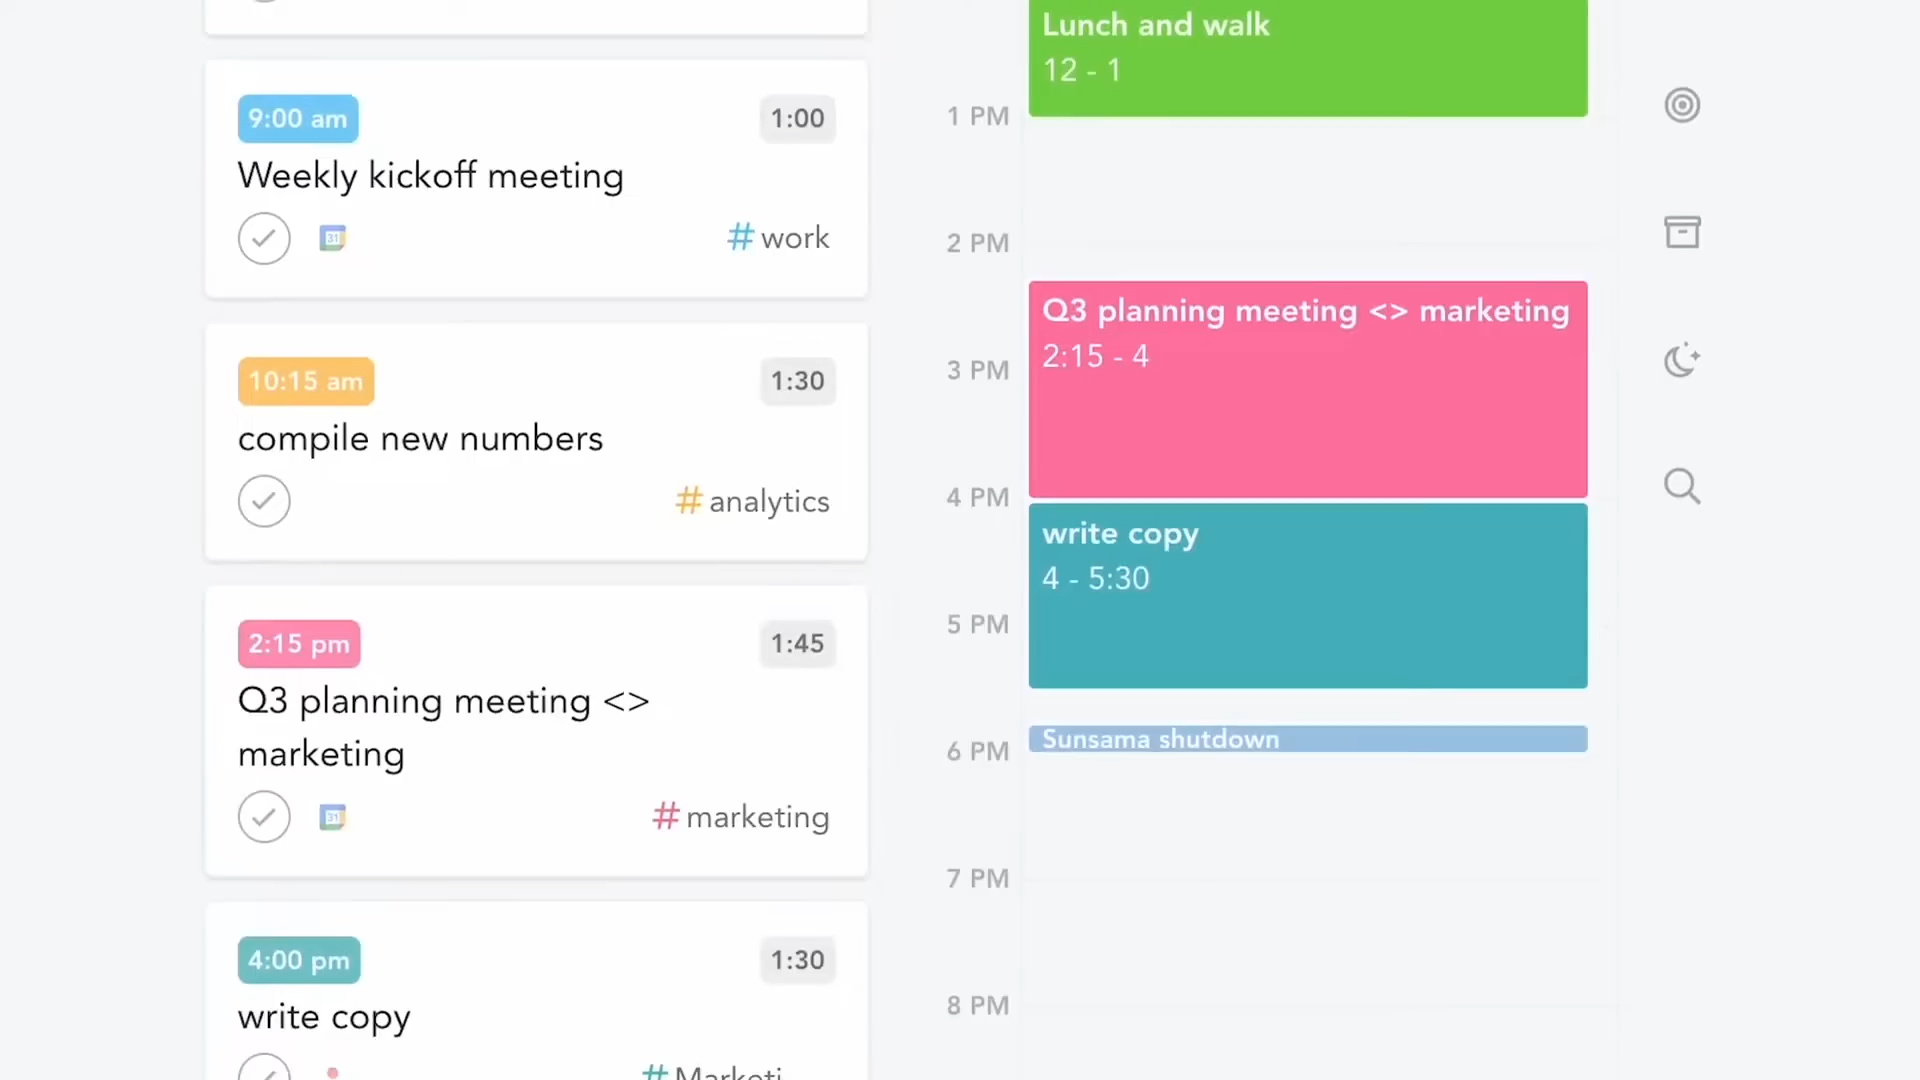 9:00 am
1:00
Weekly kickoff meeting
31
#work
10:15 am
1:30
compile new numbers
#analytics
2:15 pm
1:45
Q3 planning meeting <>
marketing
31
#marketing
4:00 pm
1:30
write copy
Lunch and walk
12 - 1
1 PM
2 PM
Q3 planning meeting <> marketing
2:15 - 4
3 PM
4 PM
write copy
4 - 5:30
5 PM
Sunsama shutdown
6 PM
7 PM
8 PM